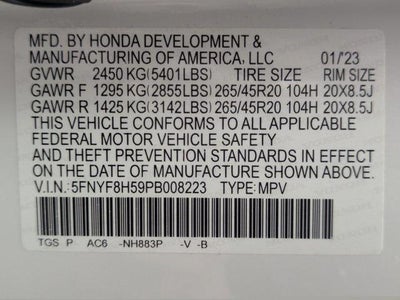 MFD. BY HONDA DEVELOPMENT &
MANUFACTURING OF AMERICA, LLC 01/'23
GVWR 2450 KG(5401LBS) TIRE SIZE RIM SIZE
GAWR F 1295 KG(2855LBS) 265/45R20 104H 20X8.5J
GAWR R 1425 KG(3142LBS) 265/45R20 104H 20X8.5J
THIS VEHICLE CONFORMS TO ALL APPLICABLE
FEDERAL MOTOR VEHICLE SAFETY
AND THEFT PREVENTION STANDARDS IN EFFECT
ON THE DATE OF MANUFACTURE SHOWN ABOVE.
V.I.N.: 5FNYF8H59PB008223 TYPE: MPV
TGS P AC6 -NH883P -V -B